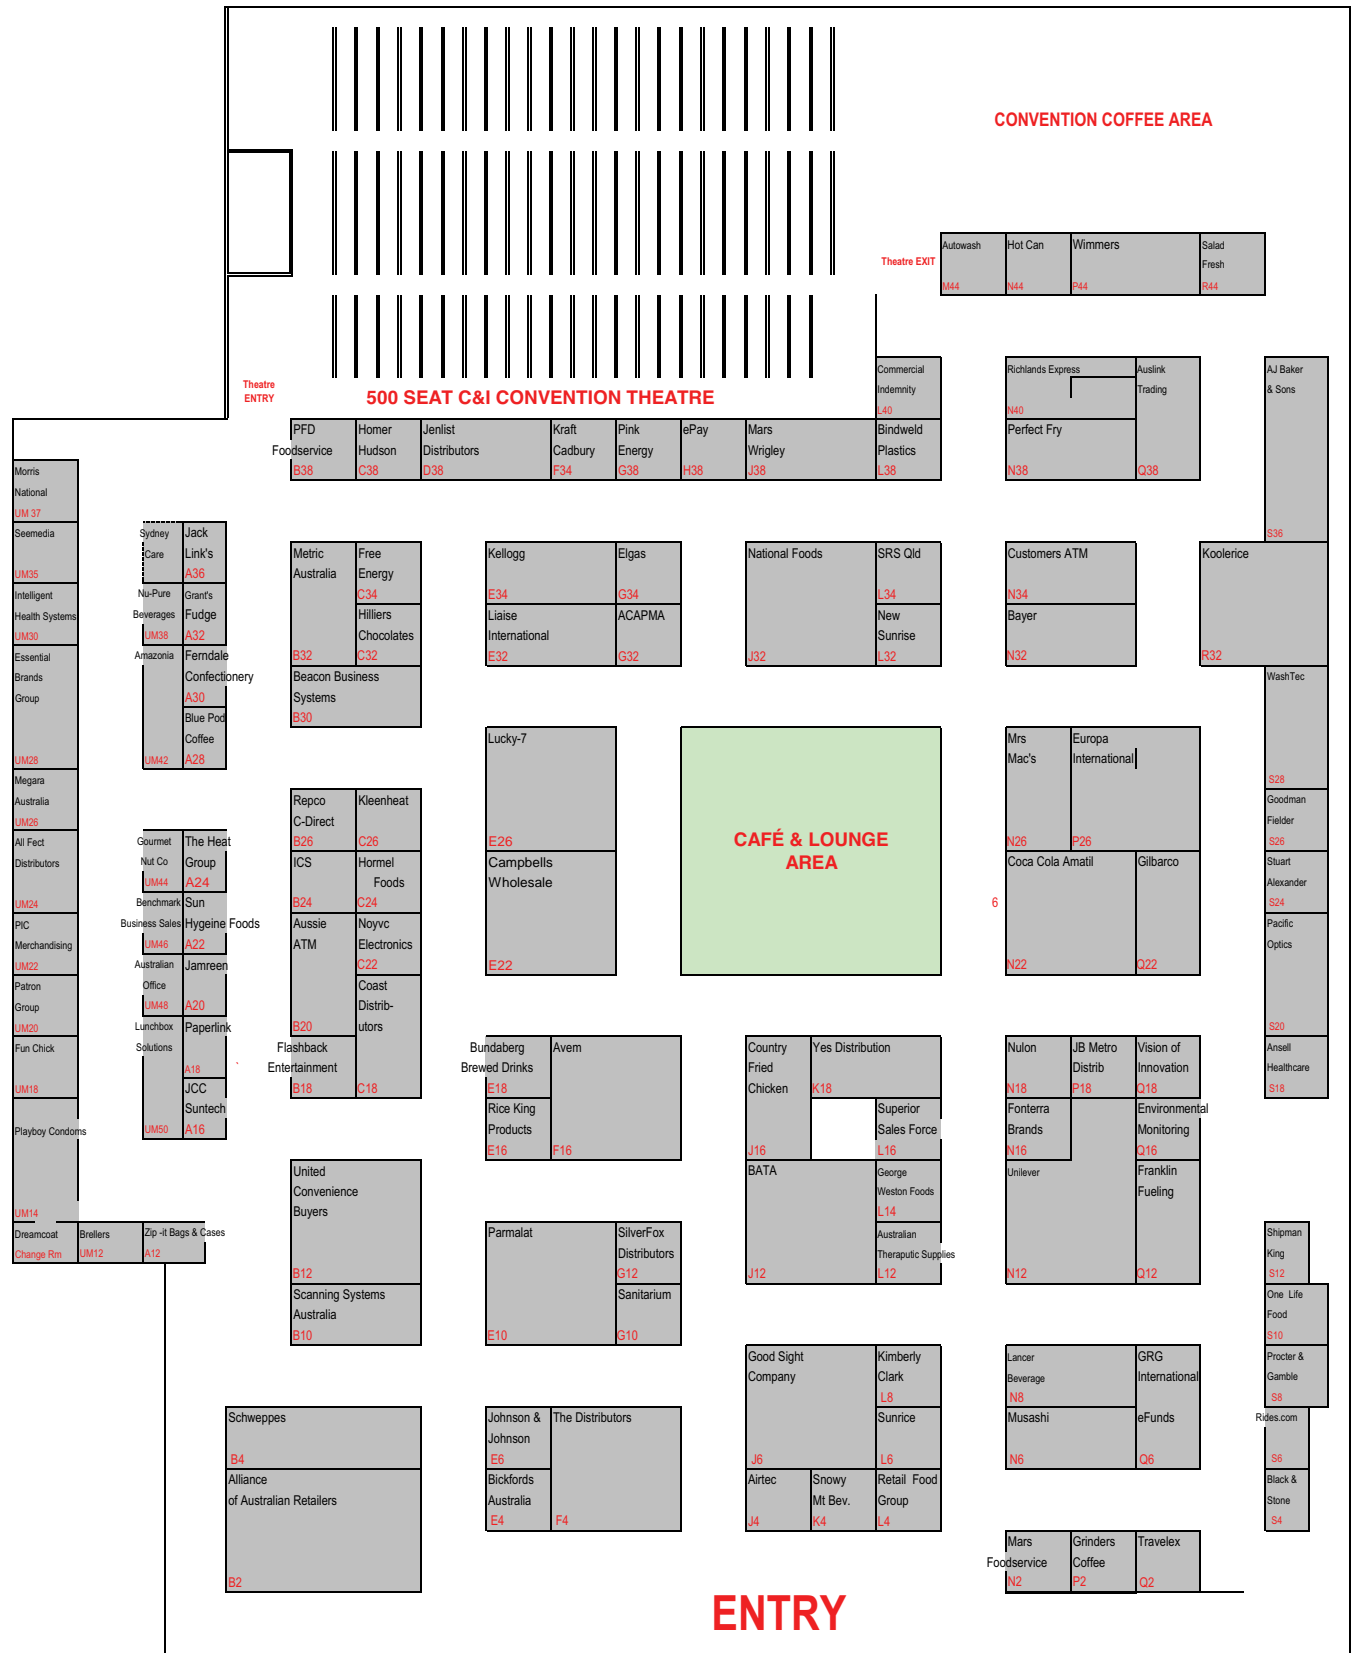 CONVENTION COFFEE AREA
Theatre EXIT
Autowash
M44
Hot Can
N44
Wimmers
P44
Salad
Fresh
R44
Theatre
ENTRY
500 SEAT C&I CONVENTION THEATRE
Commercial
Indemnity
L40
Richlands Express
N40
Auslink
Trading
Q38
Perfect Fry
N38
AJ Baker
& Sons
S36
PFD
Foodservice
B38
Homer
Hudson
C38
Jenlist
Distributors
D38
Kraft
Cadbury
F34
Pink
Energy
G38
ePay
H38
Mars
Wrigley
J38
Bindweld
Plastics
L38
Morris
National
UM 37
Seemedia
UM35
Intelligent
Health Systems
UM30
Essential
Brands
Group
UM28
Megara
Australia
UM26
All Fect
Distributors
UM24
PIC
Merchandising
UM22
Patron
Group
UM20
Fun Chick
UM18
Playboy Condoms
UM14
Dreamcoat
Change Rm
Brellers
UM12
Zip -it Bags & Cases
A12
Sydney
Care
Jack
Link's
A36
Nu-Pure
Beverages
UM38
Grant's
Fudge
A32
Amazonia
UM42
Ferndale
Confectionery
A30
Blue Pod
Coffee
A28
Gourmet
Nut Co
UM44
The Heat
Group
A24
Benchmark
Business Sales
UM46
Sun
Hygeine Foods
A22
Australian
Office
UM48
Jamreen
A20
Lunchbox
Solutions
UM50
Paperlink
A18
JCC
Suntech
A16
Metric
Australia
B32
Free
Energy
C34
Hilliers
Chocolates
C32
Beacon Business
Systems
B30
Kellogg
E34
Elgas
G34
Liaise
International
E32
ACAPMA
G32
National Foods
J32
SRS Qld
L34
New
Sunrise
L32
Customers ATM
N34
Bayer
N32
Koolerice
R32
WashTec
S28
Goodman
Fielder
S26
Stuart
Alexander
S24
Pacific
Optics
S20
Ansell
Healthcare
S18
Lucky-7
E26
Campbells
Wholesale
E22
CAFÉ & LOUNGE
AREA
Mrs
Mac's
N26
Europa
International
P26
Coca Cola Amatil
N22
Gilbarco
Q22
6
Repco
C-Direct
B26
Kleenheat
C26
ICS
B24
Hormel
Foods
C24
Aussie
ATM
B20
Noyvc
Electronics
C22
Coast
Distrib-
utors
C18
Flashback
Entertainment
B18
Bundaberg
Brewed Drinks
E18
Avem
F16
Rice King
Products
E16
Country
Fried
Chicken
J16
Yes Distribution
K18
Superior
Sales Force
L16
BATA
J12
George
Weston Foods
L14
Australian
Theraputic Supplies
L12
Nulon
N18
JB Metro
Distrib
P18
Vision of
Innovation
Q18
Fonterra
Brands
N16
Environmental
Monitoring
Q16
Unilever
N12
Franklin
Fueling
Q12
United
Convenience
Buyers
B12
Scanning Systems
Australia
B10
Parmalat
E10
SilverFox
Distributors
G12
Sanitarium
G10
Shipman
King
S12
One Life
Food
S10
Procter &
Gamble
S8
Rides.com
S6
Black &
Stone
S4
Good Sight
Company
J6
Kimberly
Clark
L8
Sunrice
L6
Airtec
J4
Snowy
Mt Bev.
K4
Retail Food
Group
L4
Lancer
Beverage
N8
GRG
International
Musashi
N6
eFunds
Q6
Schweppes
B4
Alliance
of Australian Retailers
B2
Johnson &
Johnson
E6
The Distributors
F4
Bickfords
Australia
E4
Mars
Foodservice
N2
Grinders
Coffee
P2
Travelex
Q2
ENTRY